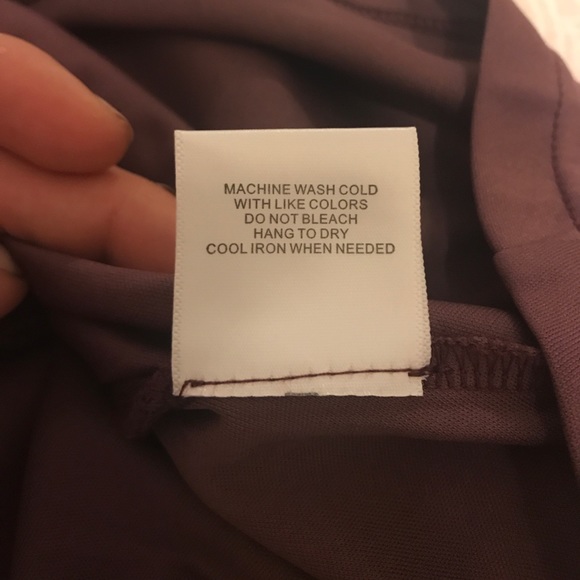 MACHINE WASH COLD
WITH LIKE COLORS
DO NOT BLEACH
HANG TO DRY
COOL IRON WHEN NEEDED